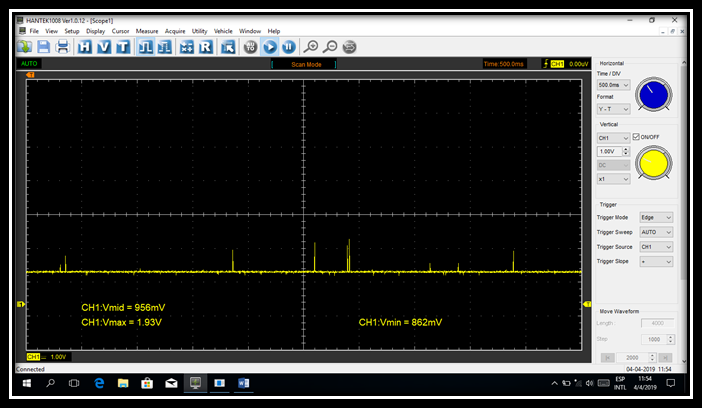 HANTEK1008 Ver1.0.12 - [Scope1]
File View Setup Display Cursor Measure Acquire Utility Vehicle Window Help
H V T R
AUTO [ Scan Mode ] Time:500.0ms CH1 0.00uV
T
Horizontal
Time / DIV
500.0ms
Format
Y - T
Vertical
CH1 ON/OFF
1.00V
DC
x1
Trigger
Trigger Mode Edge
Trigger Sweep AUTO
Trigger Source CH1
Trigger Slope +
Move Waveform
Length 4000
Step 1000
2000
1
T
CH1:Vmid = 956mV
CH1:Vmax = 1.93V
CH1:Vmin = 862mV
CH1 1.00V
Connected
04-04-2019 11:54
ESP
INTL
11:54
4/4/2019